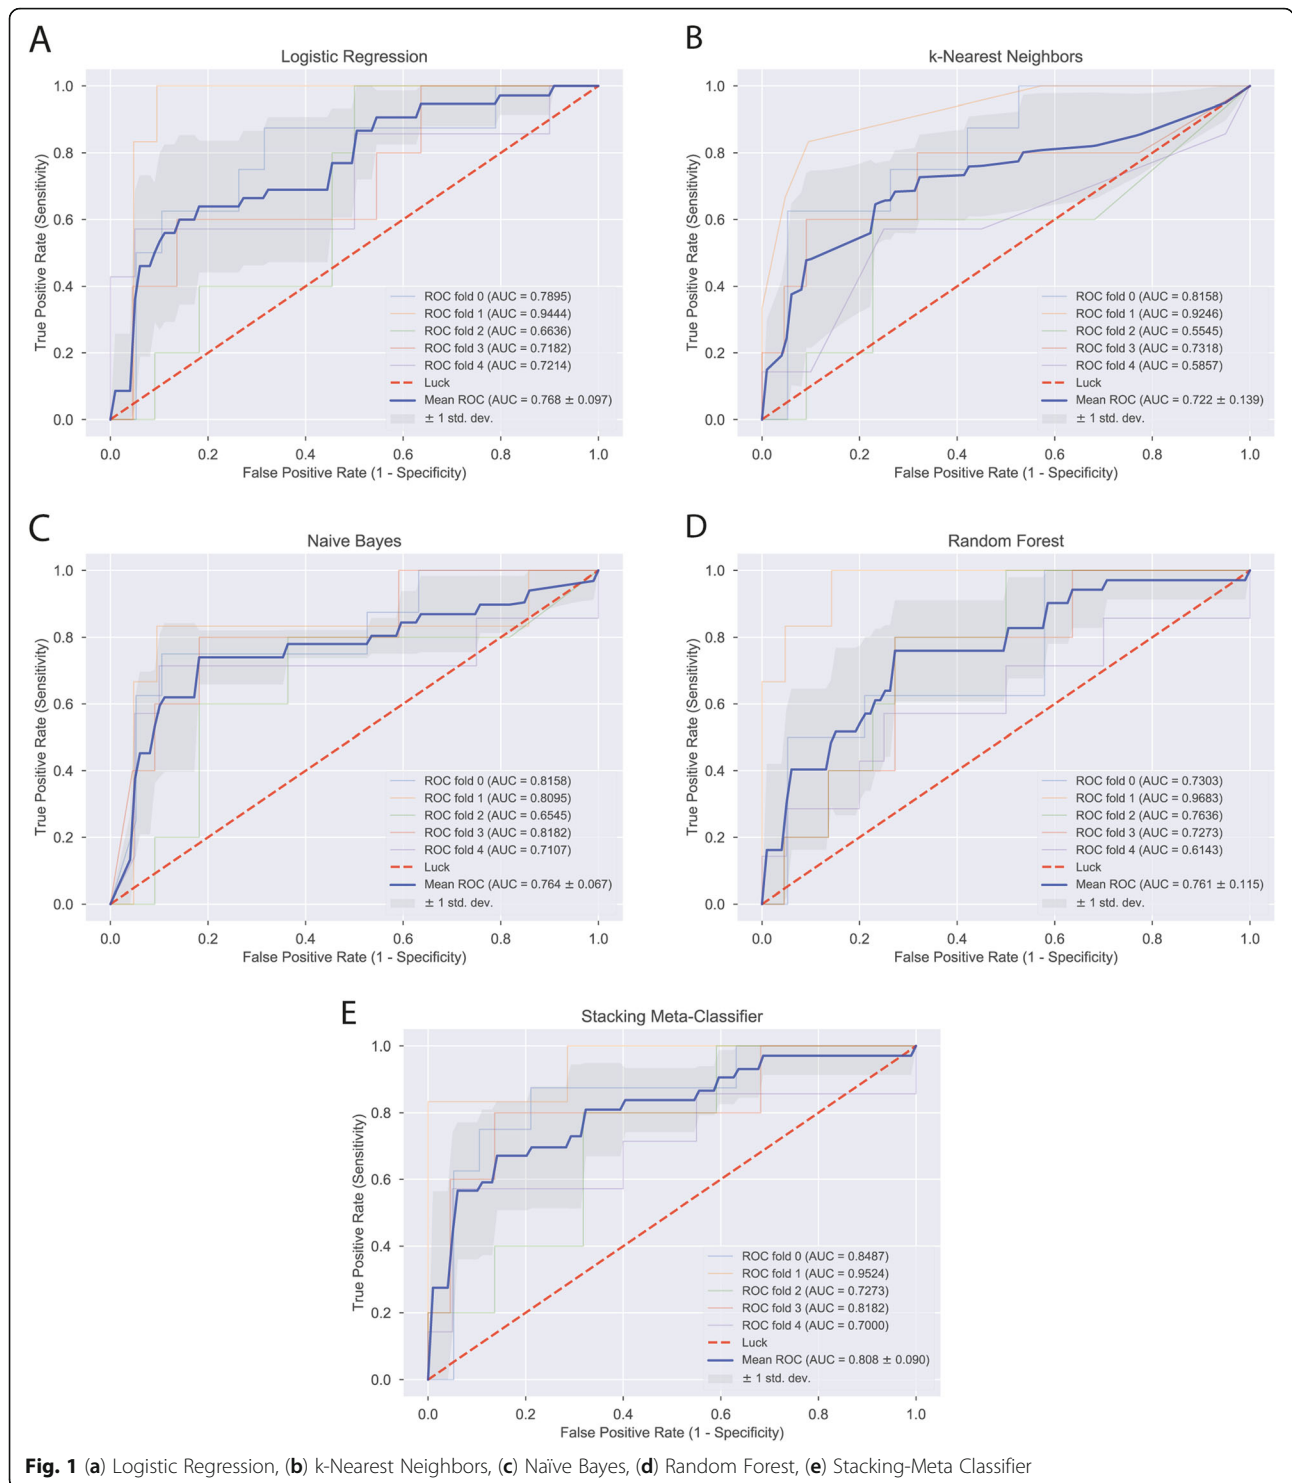 A
Logistic Regression
True Positive Rate (Sensitivity)
1.0
0.8
0.6
0.4
0.2
0.0
ROC fold 0 (AUC = 0.7895)
ROC fold 1 (AUC = 0.9444)
ROC fold 2 (AUC = 0.6636)
ROC fold 3 (AUC = 0.7182)
ROC fold 4 (AUC = 0.7214)
Luck
Mean ROC (AUC = 0.768 ± 0.097)
± 1 std. dev.
0.0 0.2 0.4 0.6 0.8 1.0
False Positive Rate (1 - Specificity)
B
k-Nearest Neighbors
True Positive Rate (Sensitivity)
1.0
0.8
0.6
0.4
0.2
0.0
ROC fold 0 (AUC = 0.8158)
ROC fold 1 (AUC = 0.9246)
ROC fold 2 (AUC = 0.5545)
ROC fold 3 (AUC = 0.7318)
ROC fold 4 (AUC = 0.5857)
Luck
Mean ROC (AUC = 0.722 ± 0.139)
± 1 std. dev.
0.0 0.2 0.4 0.6 0.8 1.0
False Positive Rate (1 - Specificity)
C
Naive Bayes
True Positive Rate (Sensitivity)
1.0
0.8
0.6
0.4
0.2
0.0
ROC fold 0 (AUC = 0.8158)
ROC fold 1 (AUC = 0.8095)
ROC fold 2 (AUC = 0.6545)
ROC fold 3 (AUC = 0.8182)
ROC fold 4 (AUC = 0.7107)
Luck
Mean ROC (AUC = 0.764 ± 0.067)
± 1 std. dev.
0.0 0.2 0.4 0.6 0.8 1.0
False Positive Rate (1 - Specificity)
D
Random Forest
True Positive Rate (Sensitivity)
1.0
0.8
0.6
0.4
0.2
0.0
ROC fold 0 (AUC = 0.7303)
ROC fold 1 (AUC = 0.9683)
ROC fold 2 (AUC = 0.7636)
ROC fold 3 (AUC = 0.7273)
ROC fold 4 (AUC = 0.6143)
Luck
Mean ROC (AUC = 0.761 ± 0.115)
± 1 std. dev.
0.0 0.2 0.4 0.6 0.8 1.0
False Positive Rate (1 - Specificity)
E
Stacking Meta-Classifier
True Positive Rate (Sensitivity)
1.0
0.8
0.6
0.4
0.2
0.0
ROC fold 0 (AUC = 0.8487)
ROC fold 1 (AUC = 0.9524)
ROC fold 2 (AUC = 0.7273)
ROC fold 3 (AUC = 0.8182)
ROC fold 4 (AUC = 0.7000)
Luck
Mean ROC (AUC = 0.808 ± 0.090)
± 1 std. dev.
0.0 0.2 0.4 0.6 0.8 1.0
False Positive Rate (1 - Specificity)
Fig. 1 (a) Logistic Regression, (b) k-Nearest Neighbors, (c) Naïve Bayes, (d) Random Forest, (e) Stacking-Meta Classifier